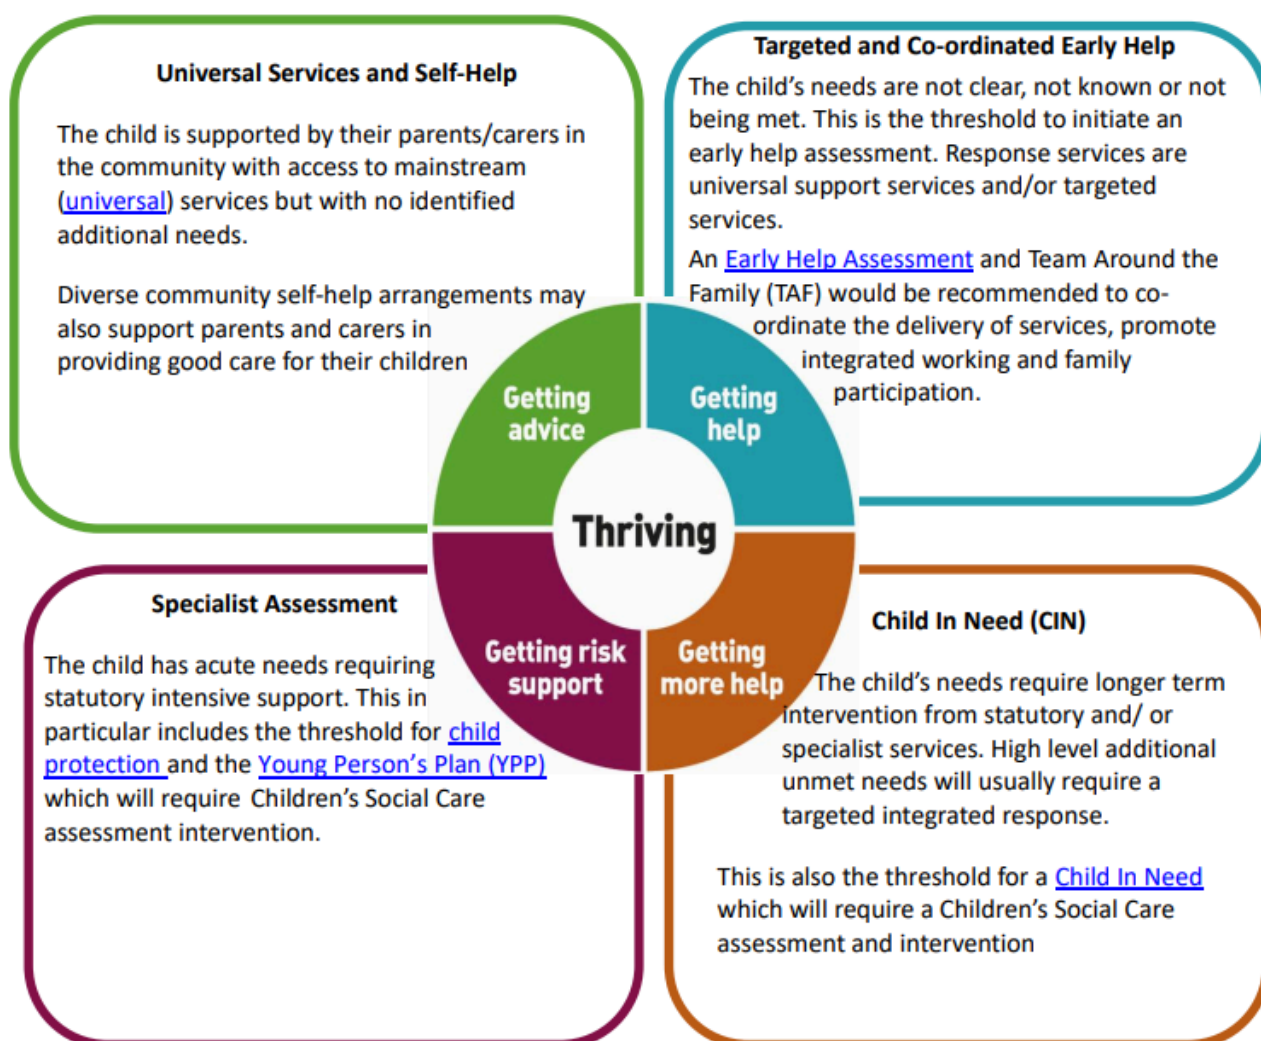 Universal Services and Self-Help
The child is supported by their parents/carers in
the community with access to mainstream
(universal) services but with no identified
additional needs.
Diverse community self-help arrangements may
also support parents and carers in
providing good care for their children
Targeted and Co-ordinated Early Help
The child’s needs are not clear, not known or not
being met. This is the threshold to initiate an
early help assessment. Response services are
universal support services and/or targeted
services.
An Early Help Assessment and Team Around the
Family (TAF) would be recommended to co-
ordinate the delivery of services, promote
integrated working and family
participation.
Getting
advice
Getting
help
Thriving
Getting risk
support
Getting
more help
Specialist Assessment
The child has acute needs requiring
statutory intensive support. This in
particular includes the threshold for child
protection and the Young Person’s Plan (YPP)
which will require Children’s Social Care
assessment intervention.
Child In Need (CIN)
The child’s needs require longer term
intervention from statutory and/ or
specialist services. High level additional
unmet needs will usually require a
targeted integrated response.
This is also the threshold for a Child In Need
which will require a Children’s Social Care
assessment and intervention